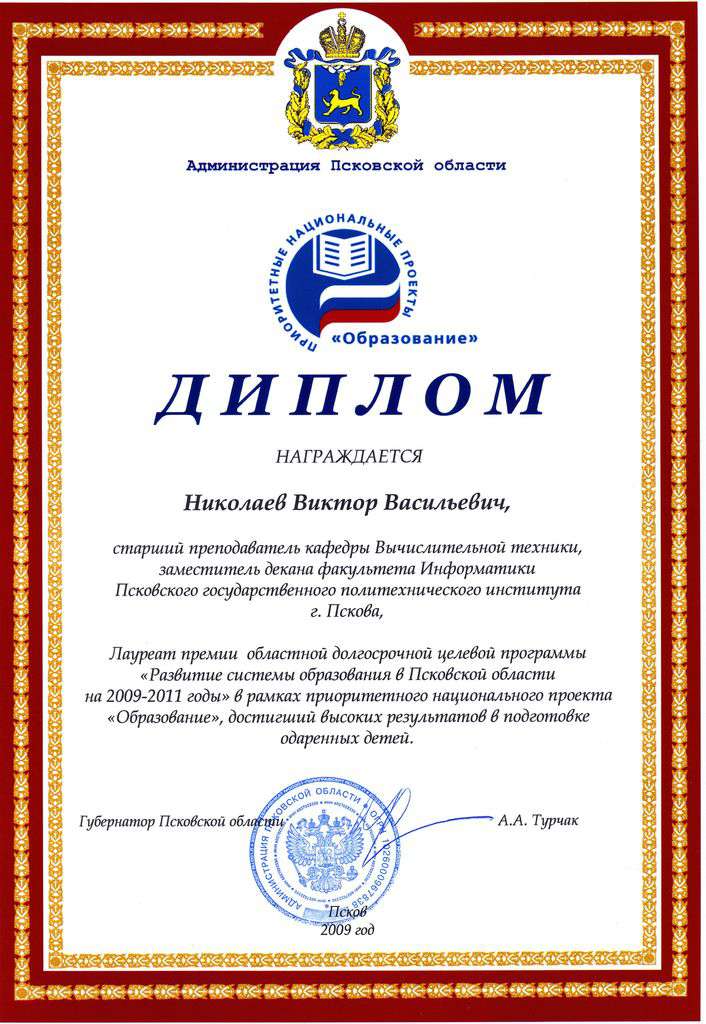 Администрация Псковской области
ПРИОРИТЕТНЫЕ НАЦИОНАЛЬНЫЕ ПРОЕКТЫ
«Образование»
ДИПЛОМ
НАГРАЖДАЕТСЯ
Николаев Виктор Васильевич,
старший преподаватель кафедры Вычислительной техники,
заместитель декана факультета Информатики
Псковского государственного политехнического института
г. Пскова,
Лауреат премии областной долгосрочной целевой программы
«Развитие системы образования в Псковской области
на 2009-2011 годы» в рамках приоритетного национального проекта
«Образование», достигший высоких результатов в подготовке
одаренных детей.
Губернатор Псковской области
А.А. Турчак
АДМИНИСТРАЦИЯ ПСКОВСКОЙ ОБЛАСТИ * ОГРН 1026000967636
Псков
2009 год